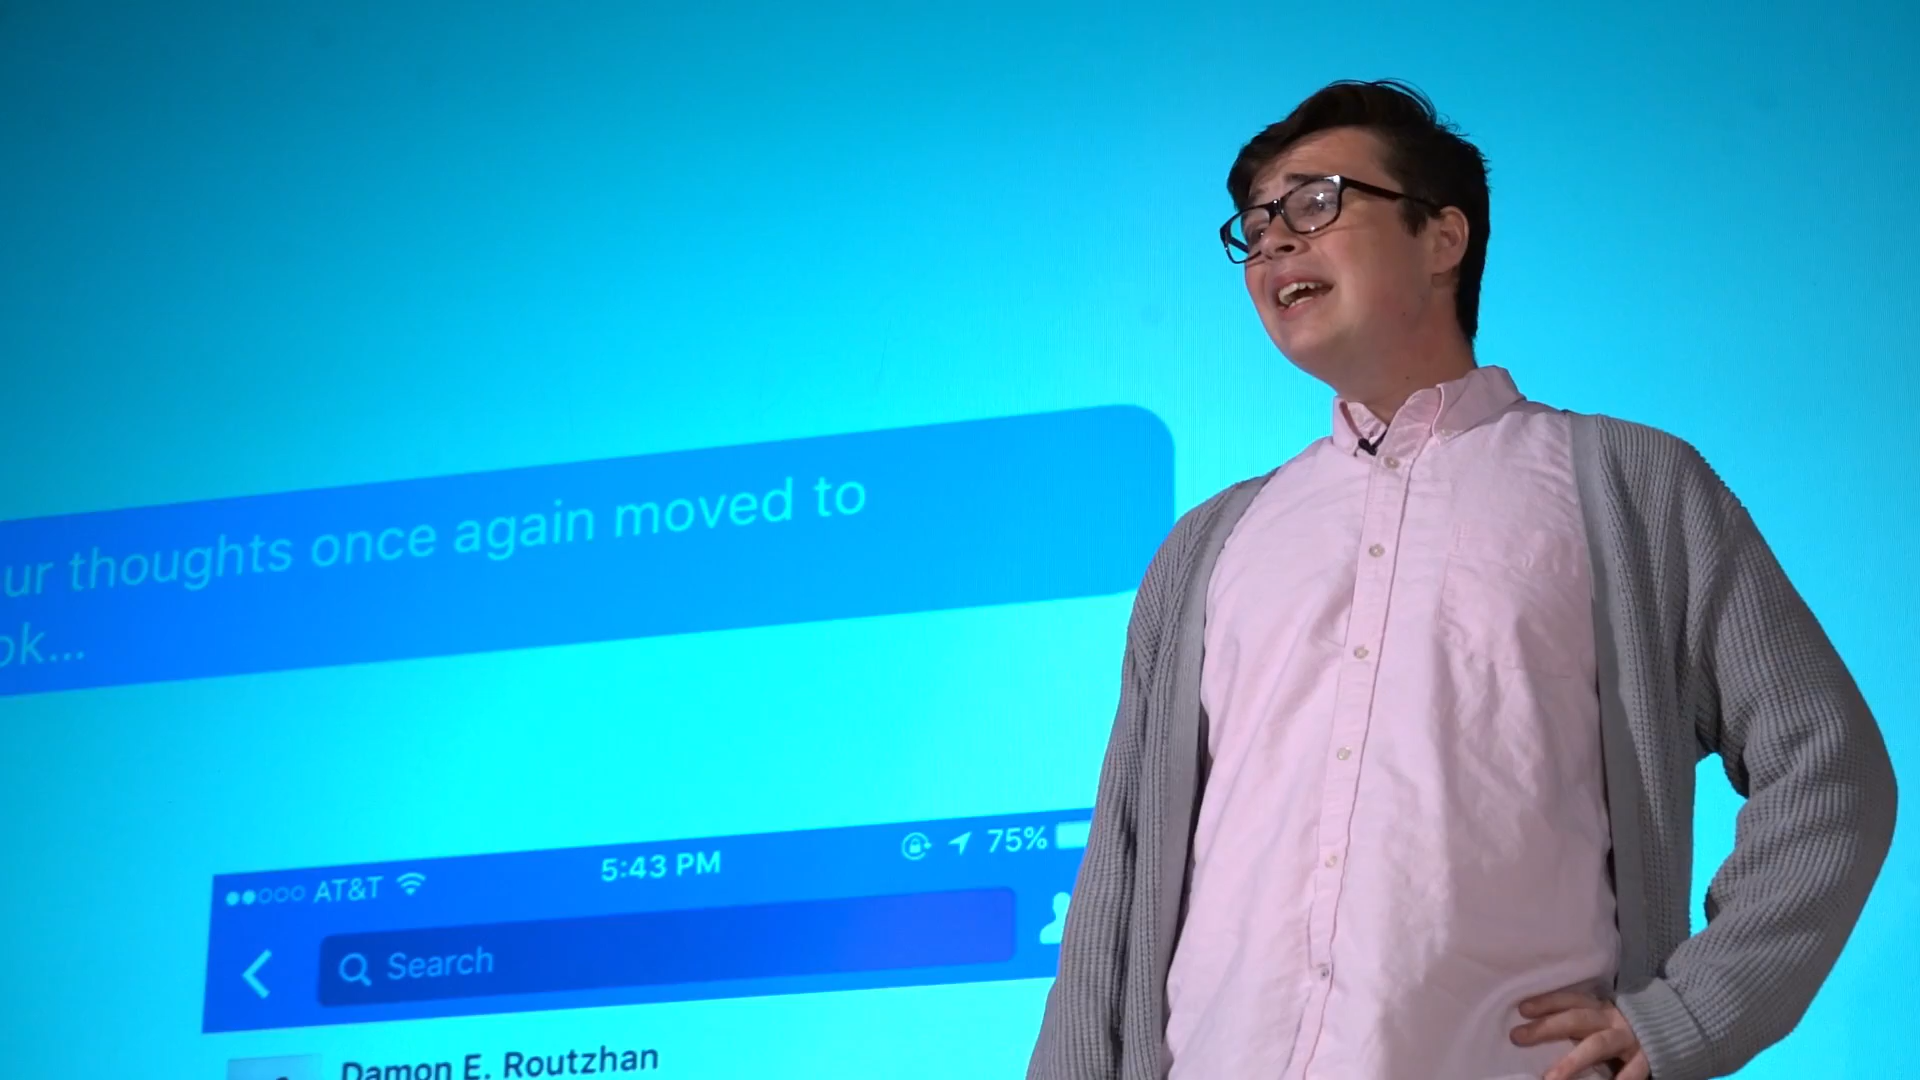 ur thoughts once again moved to
ok...
AT&T 5:43 PM 75%
Search
Damon E. Routzhan